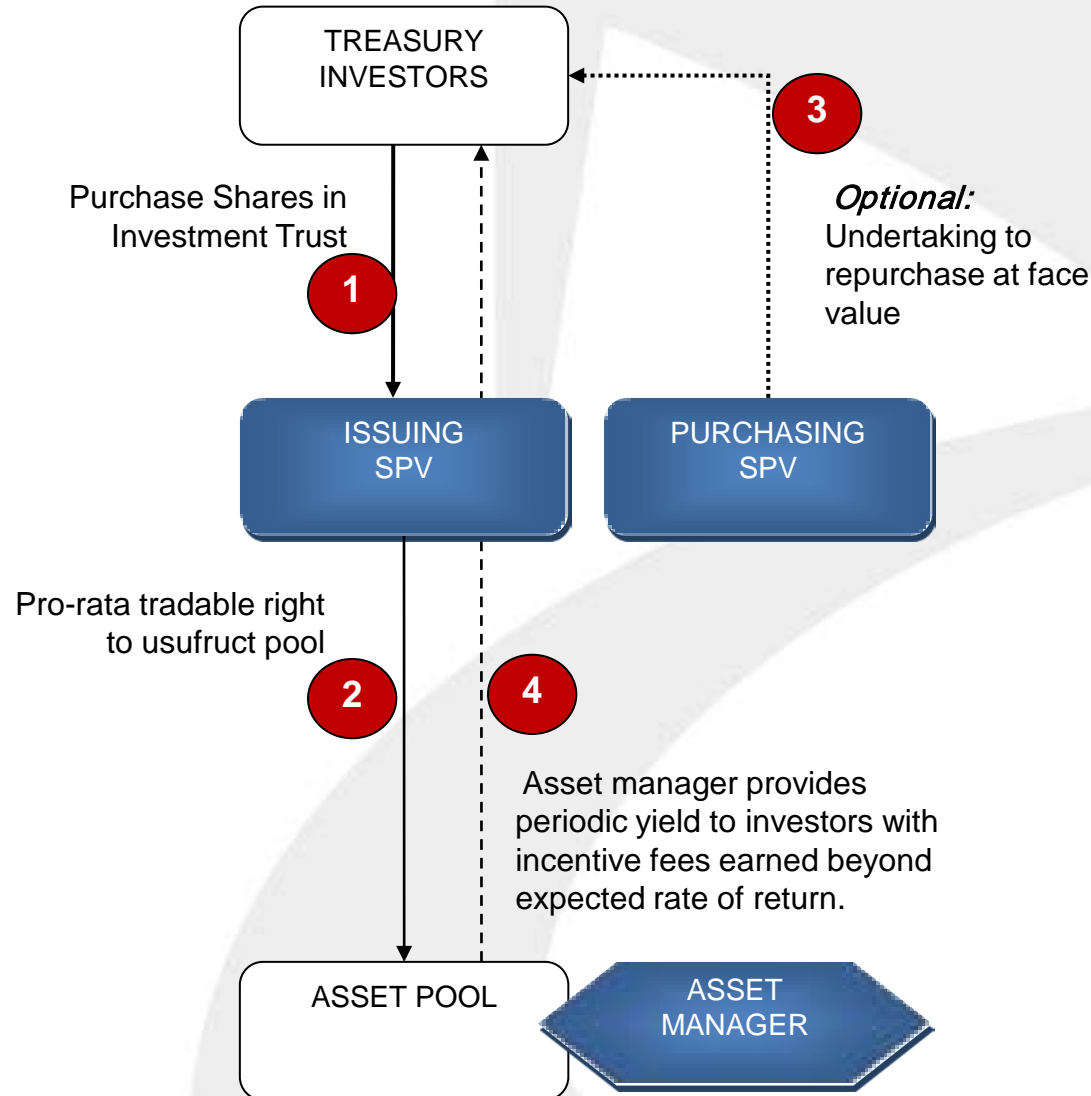 TREASURY
INVESTORS
3
Purchase Shares in
Investment Trust
1
Optional:
Undertaking to
repurchase at face
value
ISSUING
SPV
PURCHASING
SPV
Pro-rata tradable right
to usufruct pool
2
4
Asset manager provides
periodic yield to investors with
incentive fees earned beyond
expected rate of return.
ASSET POOL
ASSET
MANAGER